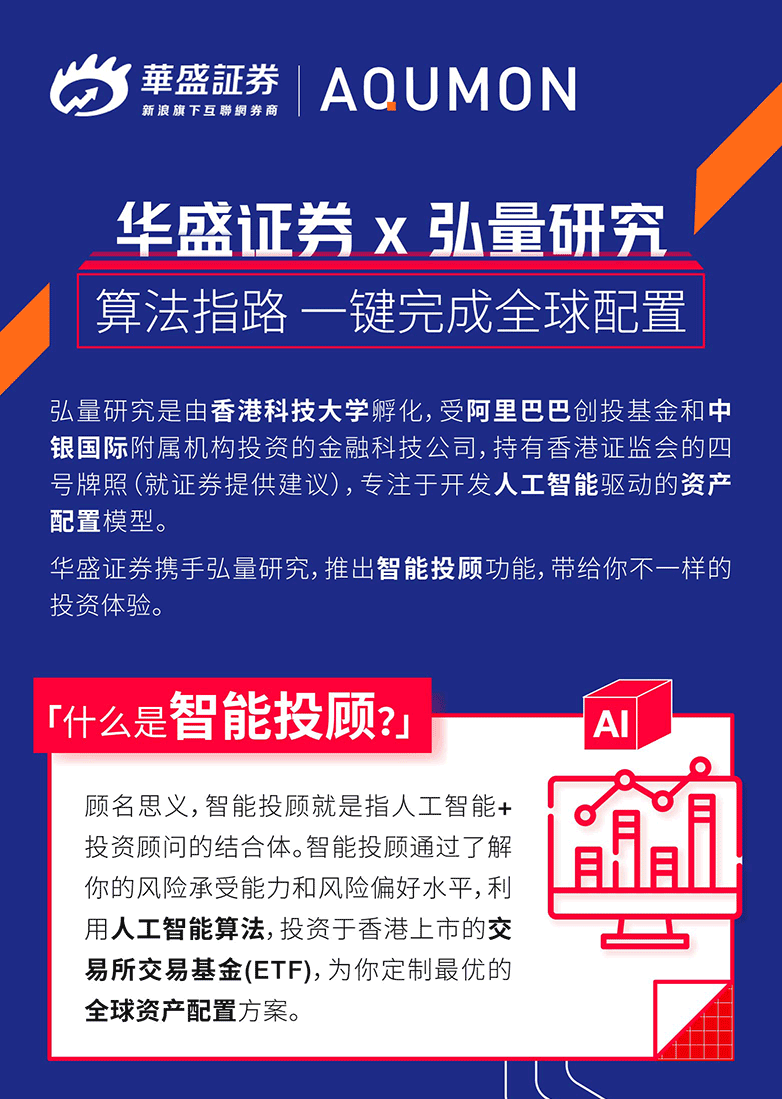 華盛証券
新浪旗下互聯網券商
AQUMON
华盛证券 x 弘量研究
算法指路 一键完成全球配置
弘量研究是由香港科技大学孵化，受阿里巴巴创投基金和中
银国际附属机构投资的金融科技公司，持有香港证监会的四
号牌照（就证券提供建议），专注于开发人工智能驱动的资产
配置模型。
华盛证券携手弘量研究，推出智能投顾功能，带给你不一样的
投资体验。
「什么是智能投顾?」
AI
顾名思义，智能投顾就是指人工智能+
投资顾问的结合体。智能投顾通过了解
你的风险承受能力和风险偏好水平，利
用人工智能算法，投资于香港上市的交
易所交易基金(ETF)，为你定制最优的
全球资产配置方案。